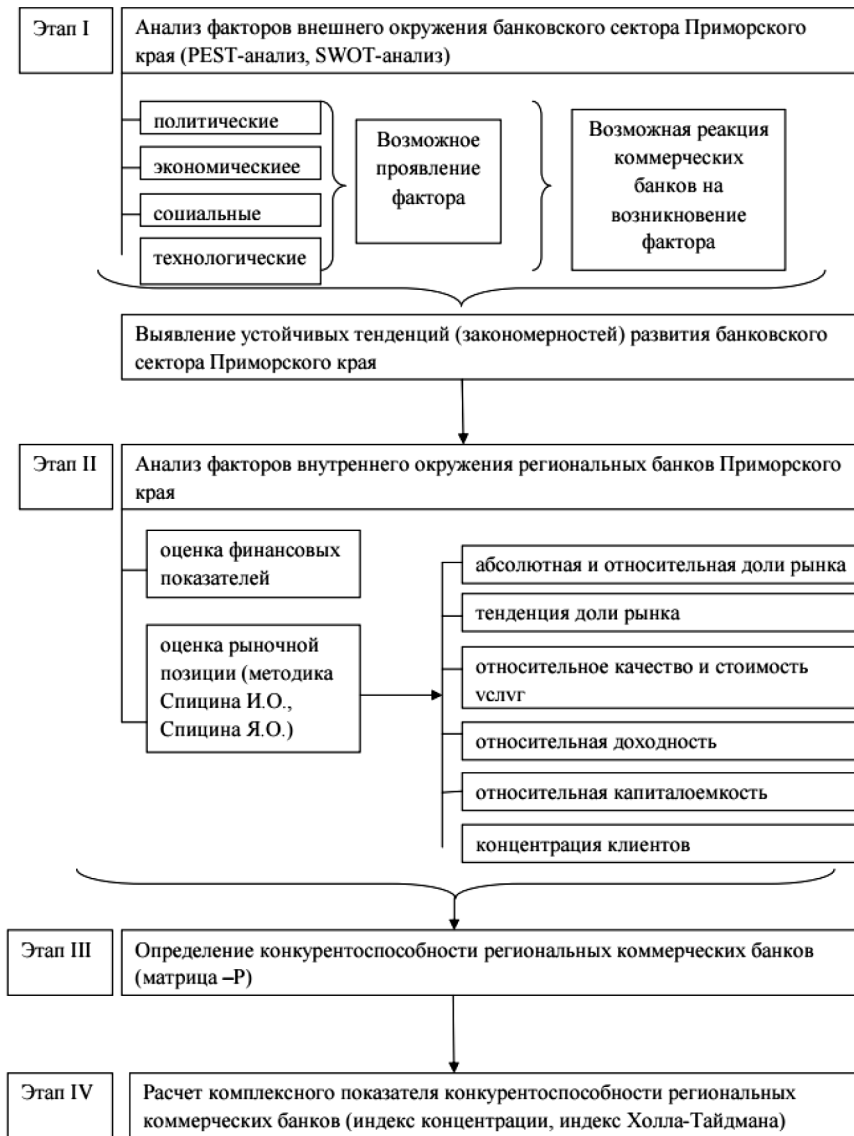 Этап I
Анализ факторов внешнего окружения банковского сектора Приморского
края (PEST-анализ, SWOT-анализ)
политические
экономическиее
социальные
технологические
Возможное
проявление
фактора
Возможная реакция
коммерческих
банков на
возникновение
фактора
Выявление устойчивых тенденций (закономерностей) развития банковского
сектора Приморского края
Этап II
Анализ факторов внутреннего окружения региональных банков Приморского
края
оценка финансовых
показателей
оценка рыночной
позиции (методика
Спицина И.О.,
Спицина Я.О.)
абсолютная и относительная доли рынка
тенденция доли рынка
относительное качество и стоимость
услуг
относительная доходность
относительная капиталоемкость
концентрация клиентов
Этап III
Определение конкурентоспособности региональных коммерческих банков
(матрица –P)
Этап IV
Расчет комплексного показателя конкурентоспособности региональных
коммерческих банков (индекс концентрации, индекс Холла-Тайдмана)